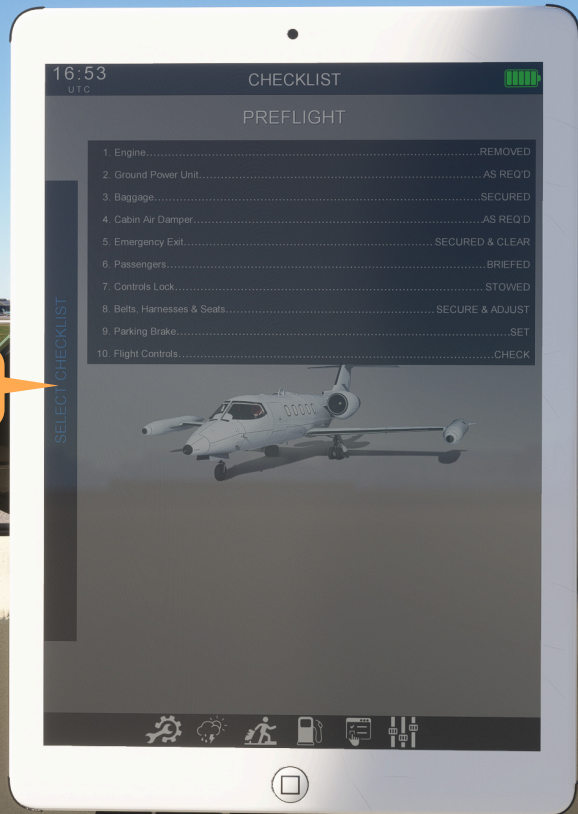 16:53
UTC
CHECKLIST
PREFLIGHT
1. Engine................................................REMOVED
2. Ground Power Unit................................................AS REQ'D
3. Baggage................................................SECURED
4. Cabin Air Damper................................................AS REQ'D
5. Emergency Exit................................................SECURED & CLEAR
6. Passengers................................................BRIEFED
7. Controls Lock................................................STOWED
8. Belts, Harnesses & Seats................................................SECURE & ADJUST
9. Parking Brake................................................SET
10. Flight Controls................................................CHECK
SELECT CHECKLIST